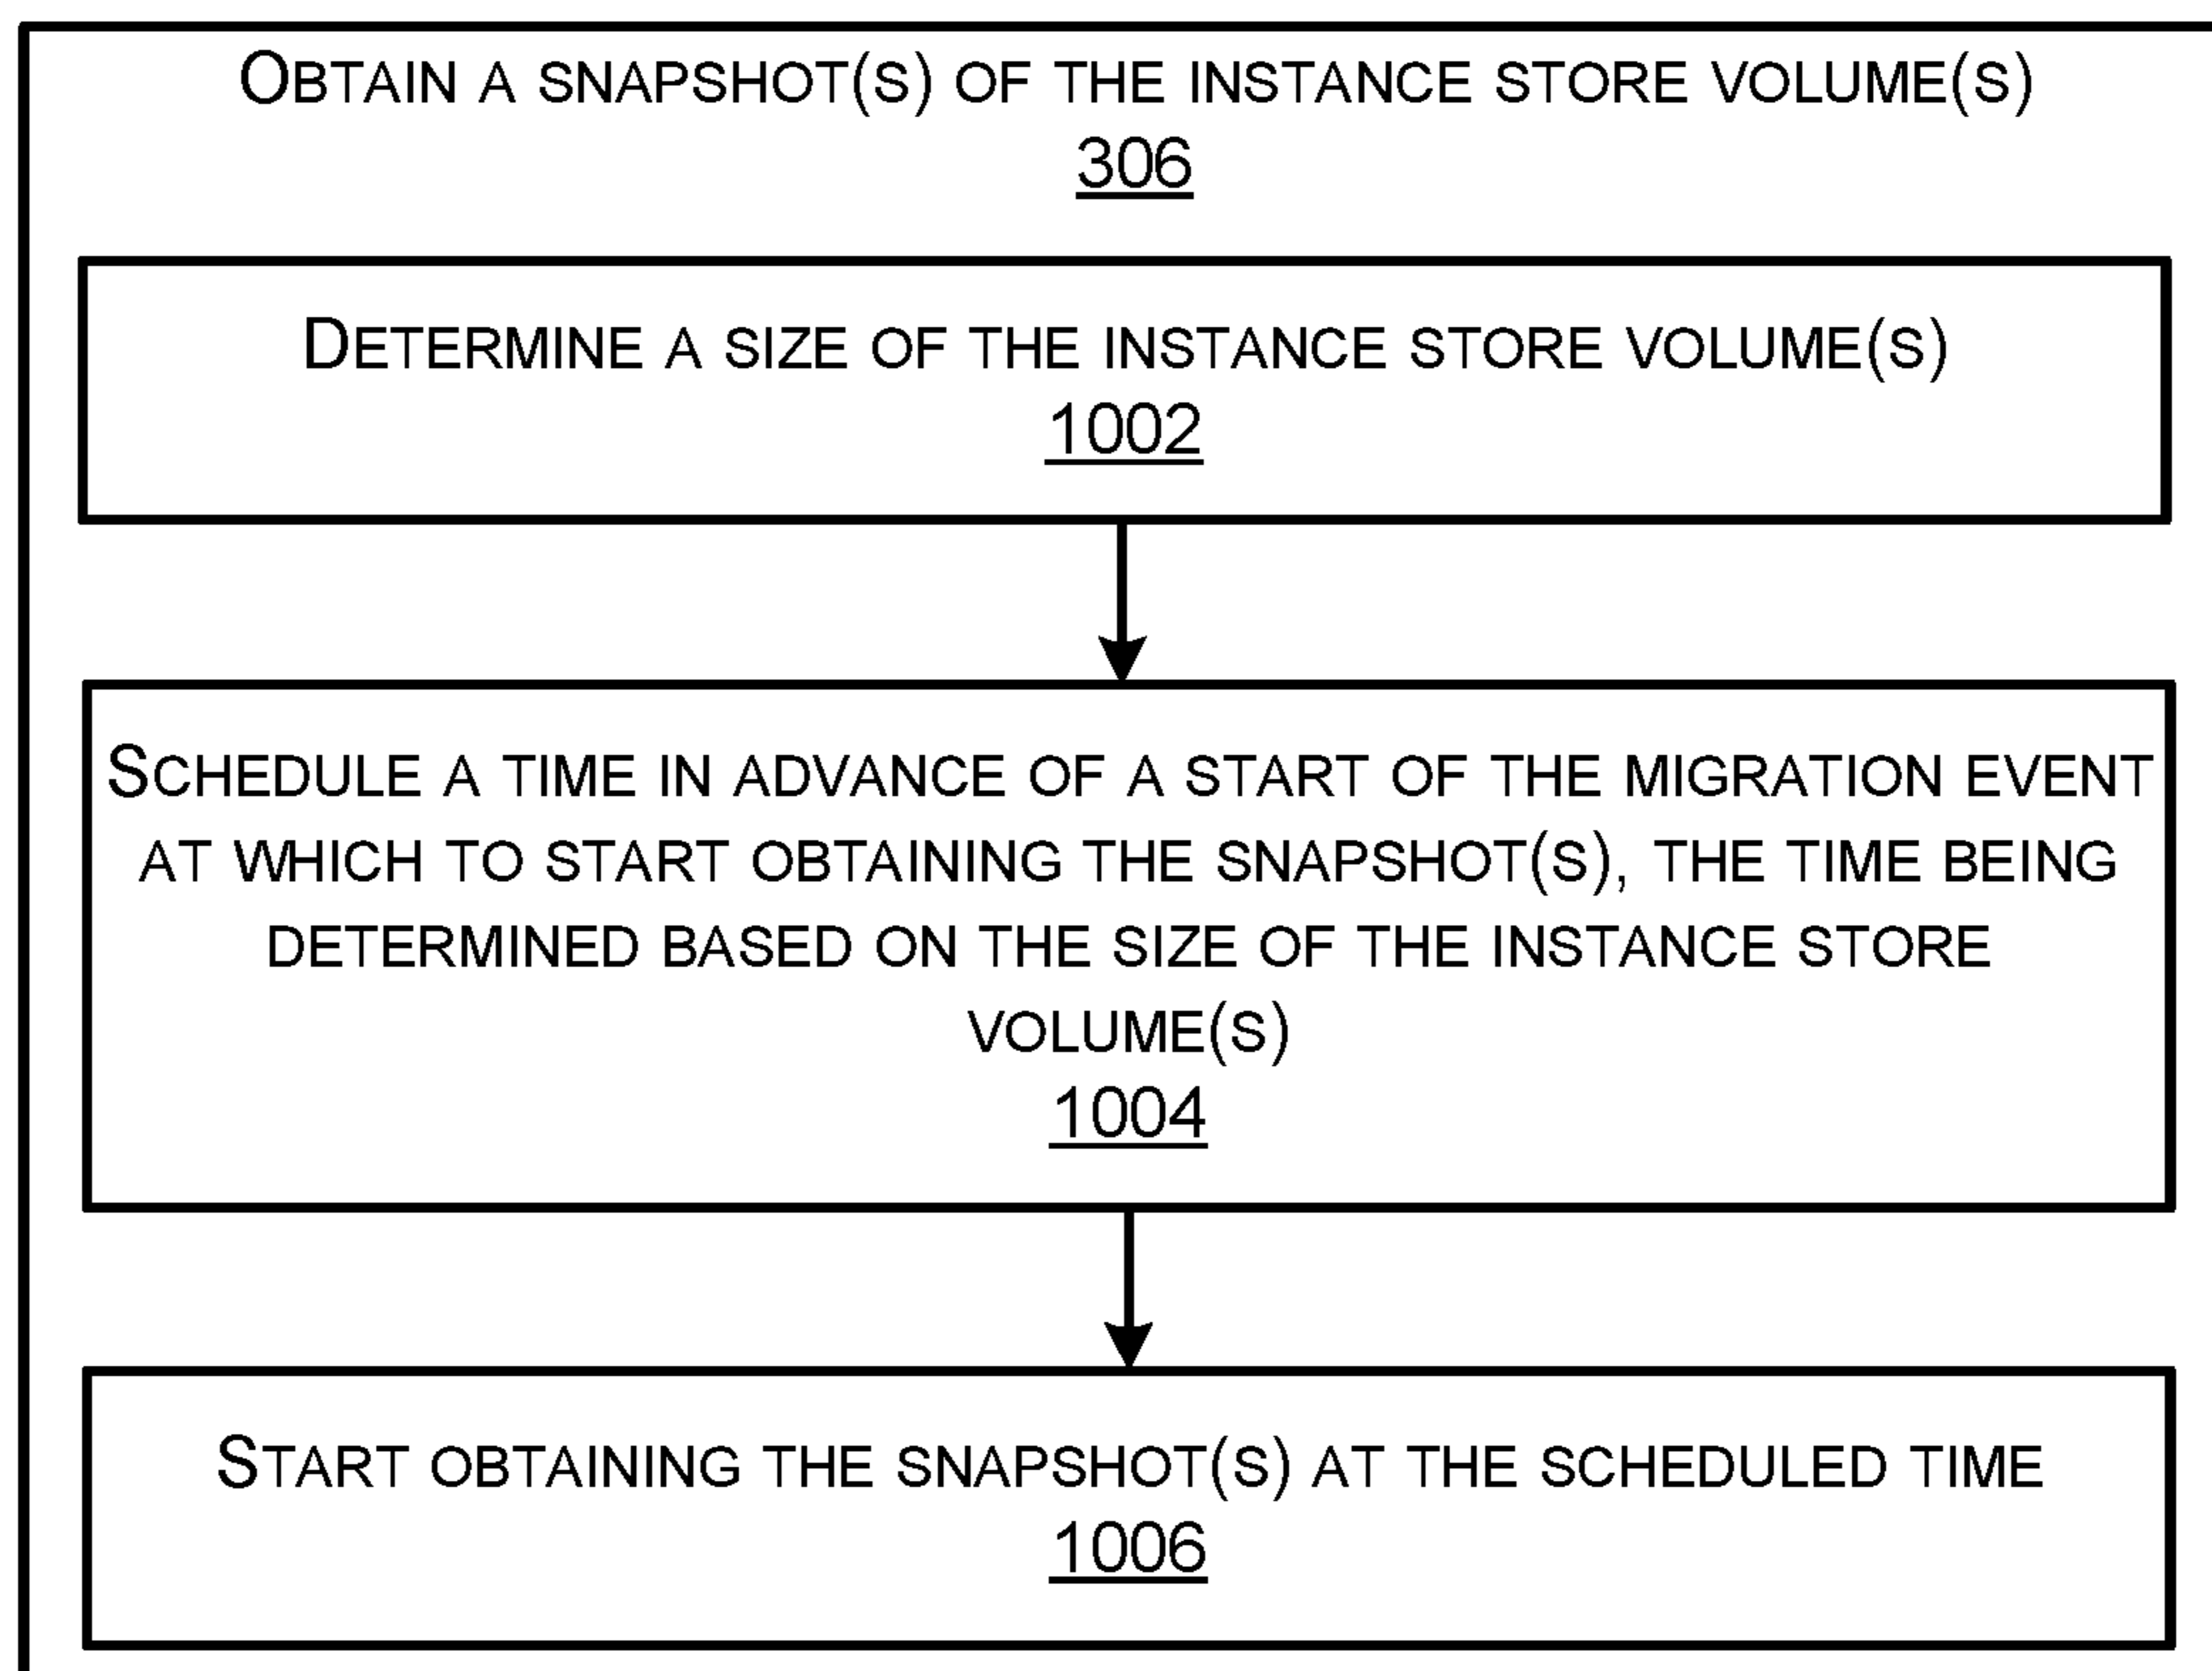 OBTAIN A SNAPSHOT(S) OF THE INSTANCE STORE VOLUME(S)
306
DETERMINE A SIZE OF THE INSTANCE STORE VOLUME(S)
1002
SCHEDULE A TIME IN ADVANCE OF A START OF THE MIGRATION EVENT
AT WHICH TO START OBTAINING THE SNAPSHOT(S), THE TIME BEING
DETERMINED BASED ON THE SIZE OF THE INSTANCE STORE
VOLUME(S)
1004
START OBTAINING THE SNAPSHOT(S) AT THE SCHEDULED TIME
1006